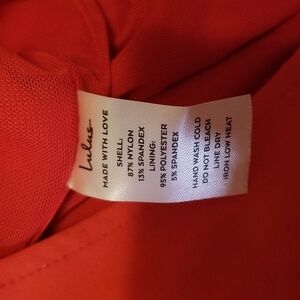 Lulus
MADE WITH LOVE
SHELL:
87% NYLON
13% SPANDEX
LINING:
95% POLYESTER
5% SPANDEX
HAND WASH COLD
DO NOT BLEACH
LINE DRY
IRON LOW HEAT